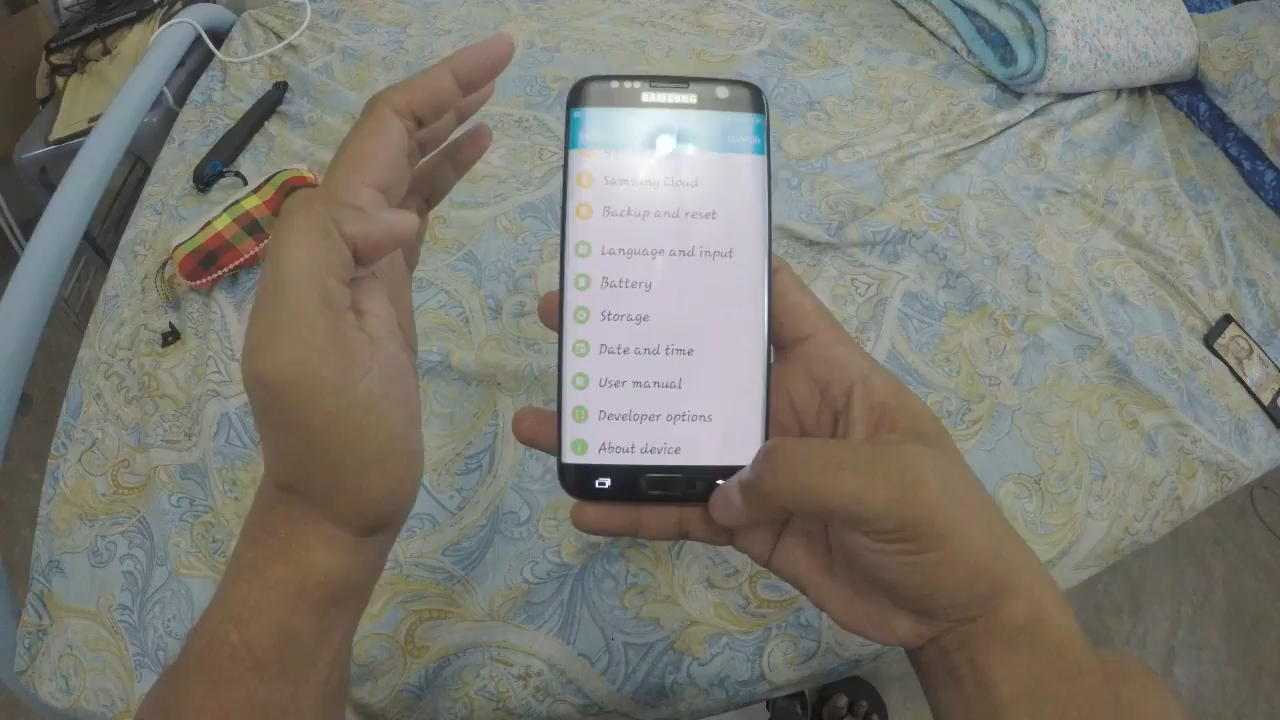 SAMSUNG
Samsung Cloud
Backup and reset
Language and input
Battery
Storage
Date and time
User manual
Developer options
About device